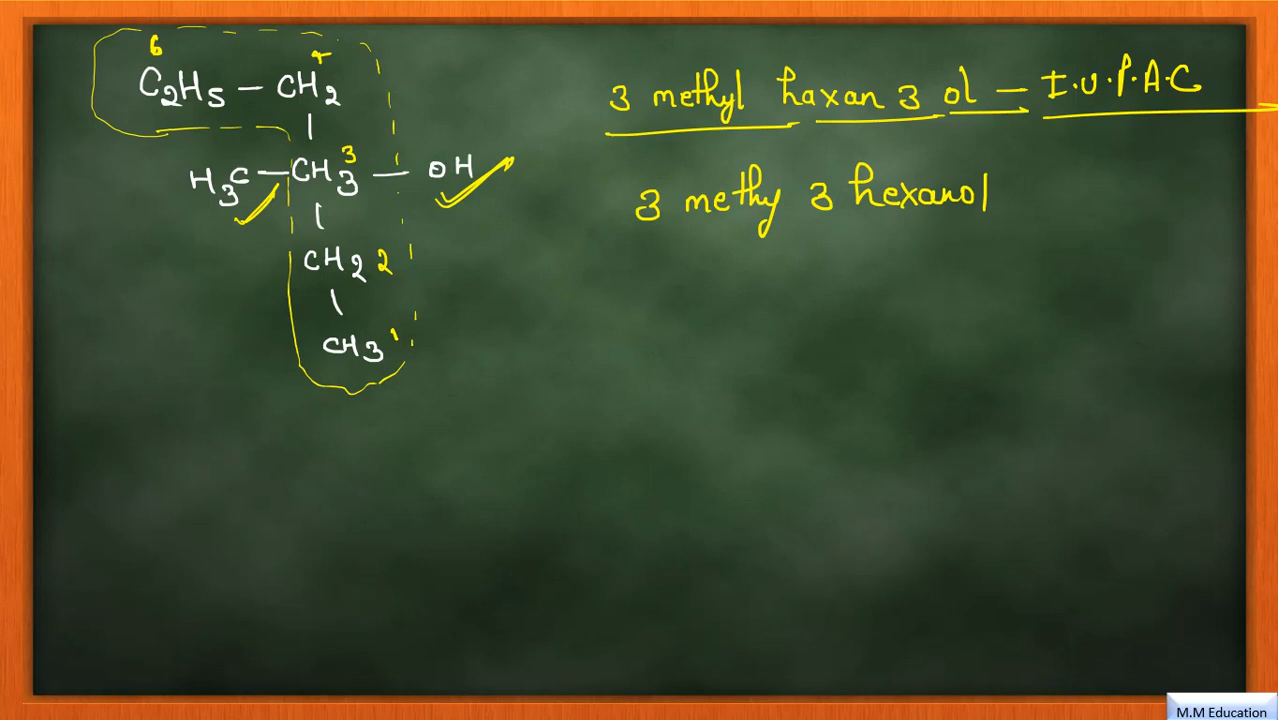 6
4
C2H5 — CH2
|
H3C — CH3 3 — OH
|
CH2 2
|
CH3 1
3 methyl haxan 3 ol — I.U.P.A.C
3 methy 3 hexanol
M.M Education